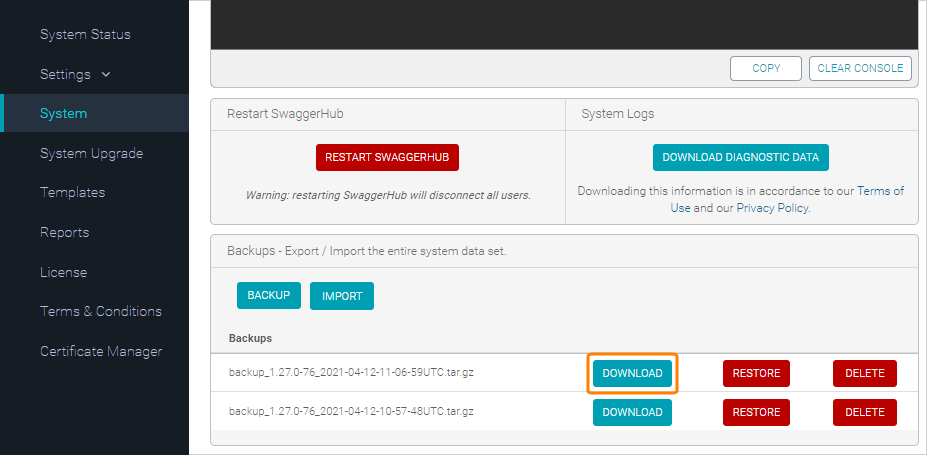 System Status
Settings
System
System Upgrade
Templates
Reports
License
Terms & Conditions
Certificate Manager
COPY
CLEAR CONSOLE
Restart SwaggerHub
RESTART SWAGGERHUB
Warning: restarting SwaggerHub will disconnect all users.
System Logs
DOWNLOAD DIAGNOSTIC DATA
Downloading this information is in accordance to our Terms of
Use and our Privacy Policy.
Backups - Export / Import the entire system data set.
BACKUP
IMPORT
Backups
backup_1.27.0-76_2021-04-12-11-06-59UTC.tar.gz DOWNLOAD RESTORE DELETE
backup_1.27.0-76_2021-04-12-10-57-48UTC.tar.gz DOWNLOAD RESTORE DELETE